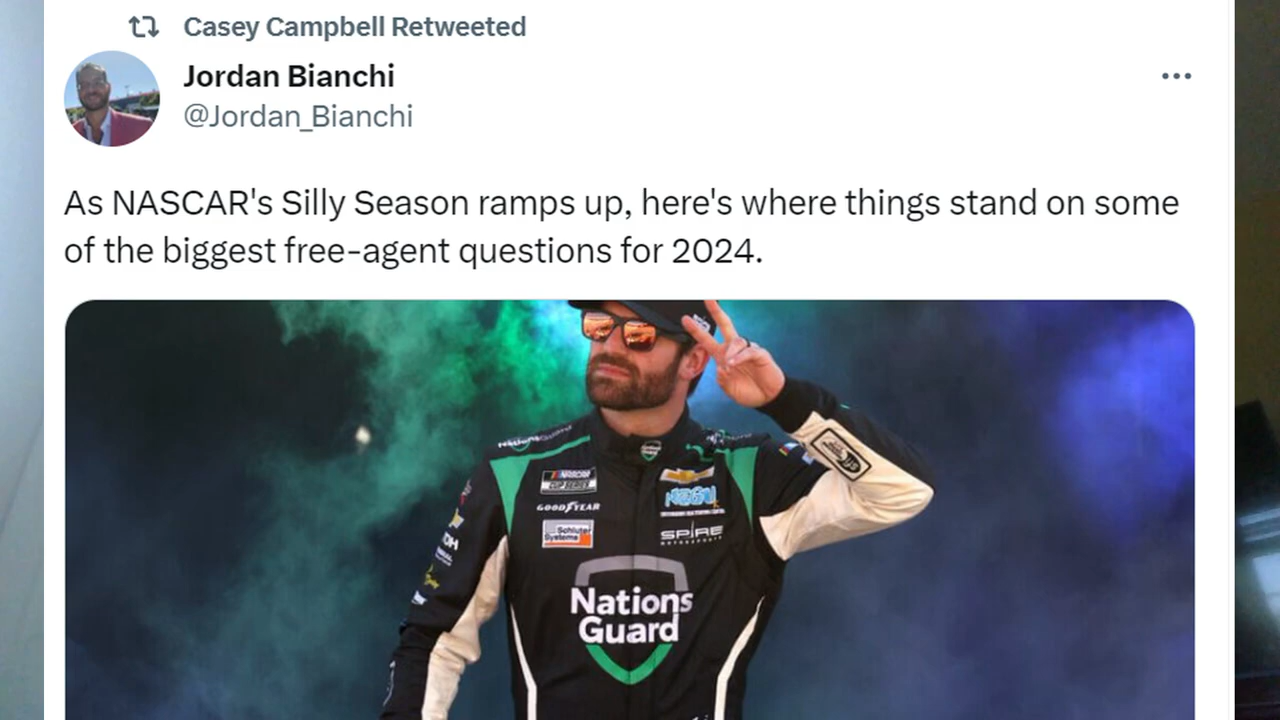 Casey Campbell Retweeted
Jordan Bianchi
@Jordan_Bianchi
As NASCAR's Silly Season ramps up, here's where things stand on some
of the biggest free-agent questions for 2024.
NASCAR
CUP SERIES
GOODYEAR
Schluter
Systems
SPIRE
MOTORSPORTS
Nations
Guard